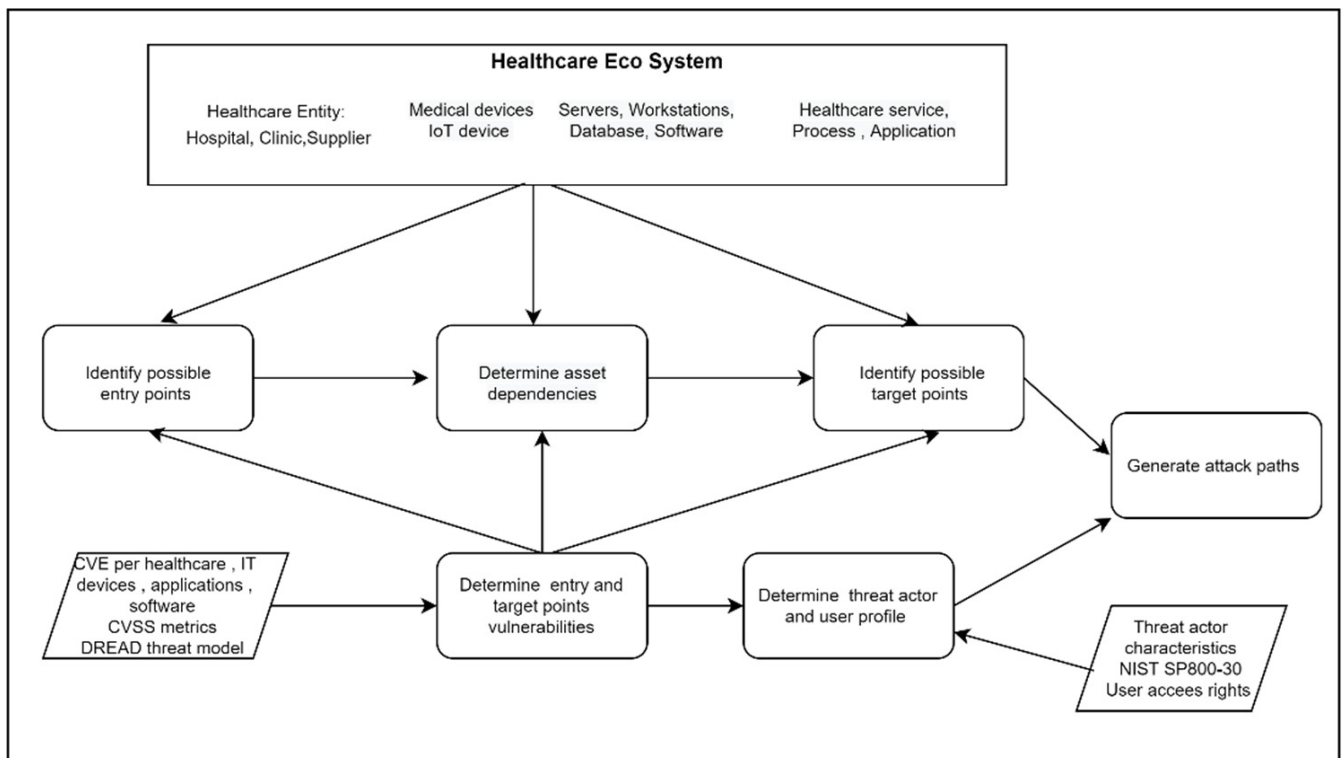 Healthcare Eco System
Healthcare Entity:
Hospital, Clinic,Supplier
Medical devices
IoT device
Servers, Workstations,
Database, Software
Healthcare service,
Process , Application
Identify possible
entry points
Determine asset
dependencies
Identify possible
target points
Generate attack paths
CVE per healthcare , IT
devices , applications ,
software
CVSS metrics
DREAD threat model
Determine entry and
target points
vulnerabilities
Determine threat actor
and user profile
Threat actor
characteristics
NIST SP800-30
User accees rights